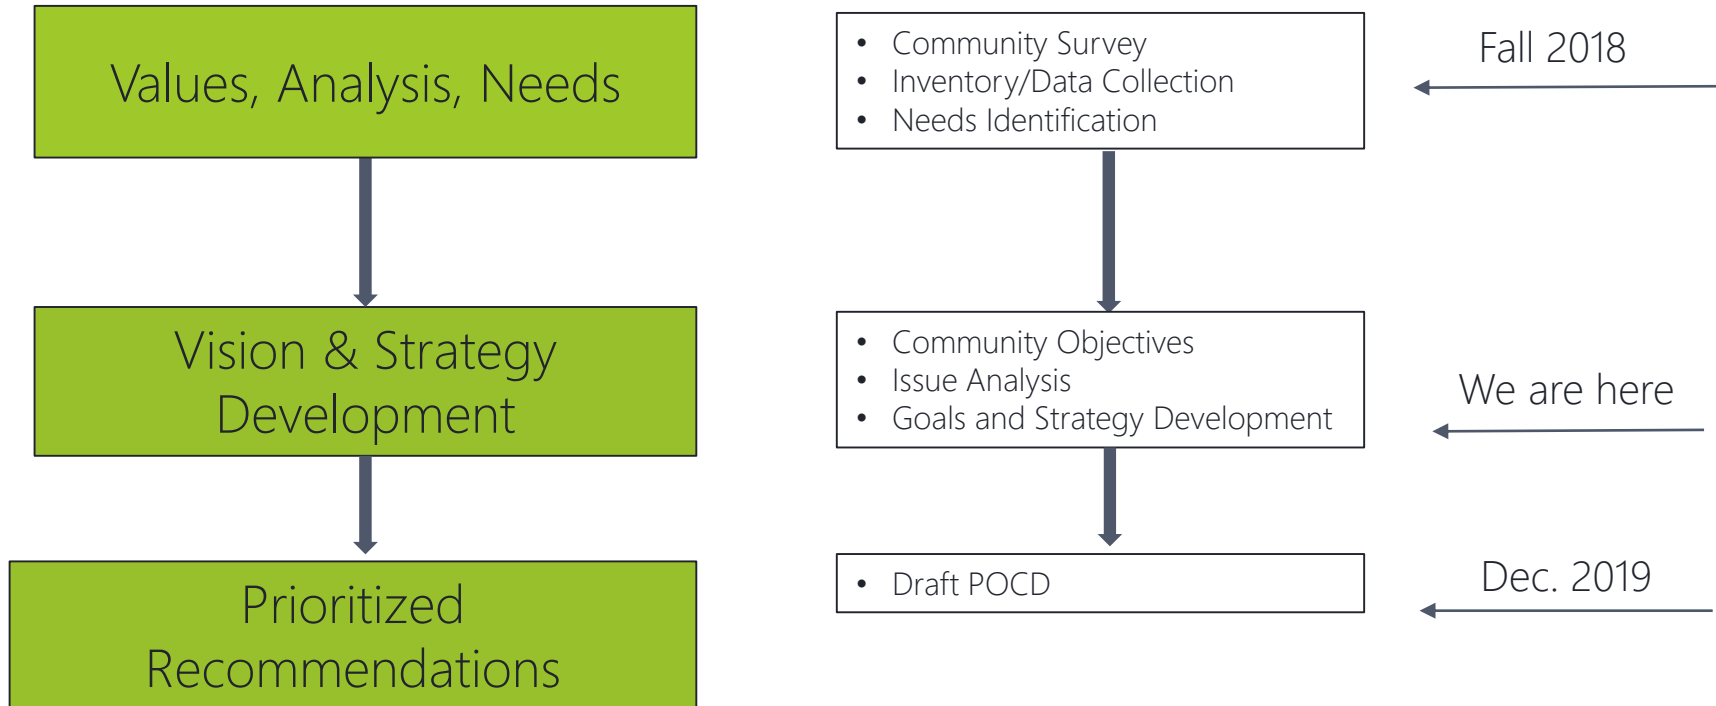 Values, Analysis, Needs
• Community Survey
• Inventory/Data Collection
• Needs Identification
Fall 2018
Vision & Strategy
Development
• Community Objectives
• Issue Analysis
• Goals and Strategy Development
We are here
Prioritized
Recommendations
• Draft POCD
Dec. 2019